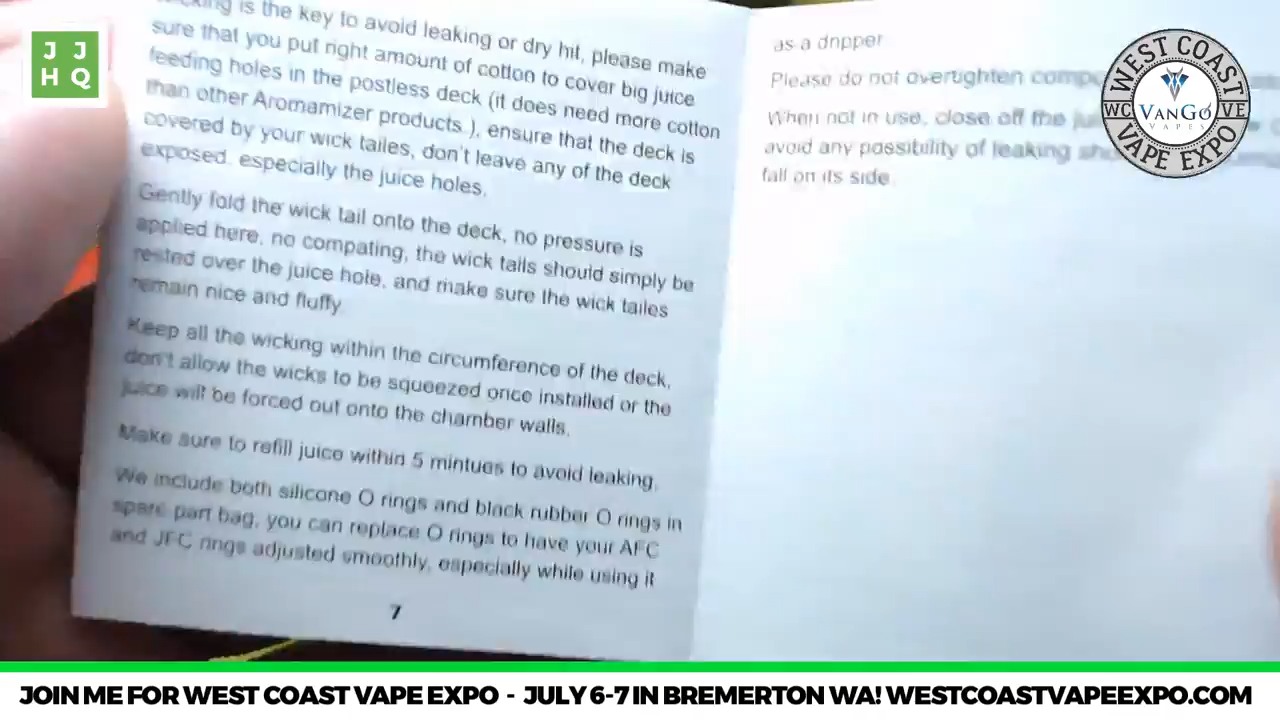 is the key to avoid leaking or dry hit, please make
sure that you put right amount of cotton to cover big juice
feeding holes in the postless deck (it does need more cotton
than other Aromamizer products ), ensure that the deck is
covered by your wick tailes, don't leave any of the deck
exposed, especially the juice holes.
Gently fold the wick tail onto the deck, no pressure is
applied here, no compating, the wick tails should simply be
rested over the juice hole, and make sure the wick tailes
remain nice and fluffy
Keep all the wicking within the circumference of the deck,
don't allow the wicks to be squeezed once installed or the
juice will be forced out onto the chamber walls.
Make sure to refill juice within 5 mintues to avoid leaking.
We include both silicone O rings and black rubber O rings in
spare part bag, you can replace O rings to have your AFC
and JFC rings adjusted smoothly, especially while using it
7
as a dripper
Please do not overtighten
When not in use, close off the
avoid any possibility of leaking
fall on its side.
J J
H Q
WEST COAST
WC VANGO VE
VAPES
VAPE EXPO
JOIN ME FOR WEST COAST VAPE EXPO - JULY 6-7 IN BREMERTON WA! WESTCOASTVAPEEXPO.COM